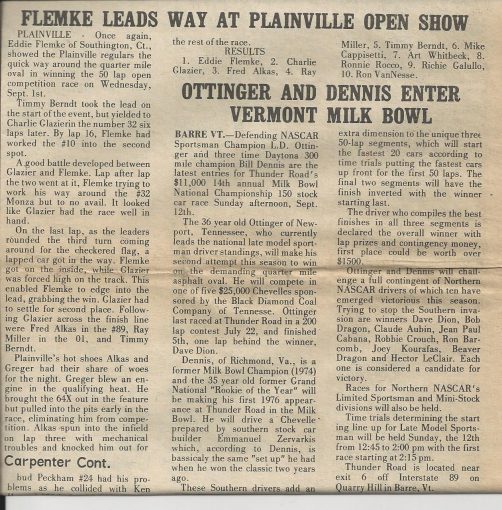 FLEMKE LEADS WAY AT PLAINVILLE OPEN SHOW
PLAINVILLE - Once again,
Eddie Flemke of Southington, Ct.,
showed the Plainville regulars the
quick way around the quarter mile
oval in winning the 50 lap open
competition race on Wednesday,
Sept. 1st.
Timmy Berndt took the lead on
the start of the event, but yielded to
Charlie Glazierin the number 32 six
laps later. By lap 16, Flemke had
worked the #10 into the second
spot.
A good battle developed between
Glazier and Flemke. Lap after lap
the two went at it, Flemke trying to
work his way around the #32
Monza but to no avail. It looked
like Glazier had the race well in
hand.
On the last lap, as the leaders
rounded the third turn coming
around for the checkered flag, a
lapped car got in the way. Flemke
got on the inside, while Glazier
was forced high on the track. This
enabled Flemke to edge into the
lead, grabbing the win. Glazier had
to settle for second place. Follow-
ing Glazier across the finish line
were Fred Alkas in the #89, Ray
Miller in the 01, and Timmy
Berndt.
Plainville's hot shoes Alkas and
Greger had their share of woes
for the night. Greger blew an en-
gine in the qualifying heat. He
brought the 64X out in the feature
but pulled into the pits early in the
race, eliminating him from compe-
tition. Alkas spun into the infield
on lap three with mechanical
troubles and knocked him out for
Carpenter Cont.
bud Peckham #24 had his pro-
blems as he collided with Ken
the rest of the race.
RESULTS
1. Eddie Flemke, 2. Charlie
Glazier, 3. Fred Alkas, 4. Ray
Miller, 5. Timmy Berndt, 6. Mike
Cappisetti, 7. Art Whitbeck, 8.
Ronnie Rocco, 9. Richie Galullo,
10. Ron VanNesse.
OTTINGER AND DENNIS ENTER
VERMONT MILK BOWL
BARRE VT.—Defending NASCAR
Sportsman Champion L.D. Ottin-
ger and three time Daytona 300
mile champion Bill Dennis are the
latest entries for Thunder Road's
$11,000 14th annual Milk Bowl
National Championship 150 stock
car race Sunday afternoon, Sept.
12th.
The 36 year old Ottinger of New-
port, Tennessee, who currently
leads the national late model sport-
man driver standings, will make his
second attempt this season to win
on the demanding quarter mile
asphalt oval. He will compete in
one of five $25,000 Chevelles spon-
sored by the Black Diamond Coal
Company of Tennesse. Ottinger
last raced at Thunder Road in a 200
lap contest July 22, and finished
5th, one lap behind the winner,
Dave Dion.
Dennis, of Richmond, Va., is a
former Milk Bowl Champion (1974)
and the 35 year old former Grand
National "Rookie of the Year" will
be making his first 1976 appear-
ance at Thunder Road in the Milk
Bowl. He will drive a Chevelle
prepared by southern stock car
builder Emmanuel Zervarkis
which, according to Dennis, is
bassicaly the same "set up" he had
when he won the classic two years
ago.
These Southern drivers add an
extra dimension to the unique three
50-lap segments, which will start
the fastest 20 cars according to
time trials putting the fastest cars
up front for the first 50 laps. The
final two segments will have the
finish inverted with the winner
starting last.
The driver who compiles the best
finishes in all three segments is
declared the overall winner with
lap prizes and contingency money,
first place could be worth over
$1500.
Ottinger and Dennis will chal-
lenge a full contingent of Northern
NASCAR drivers of which ten have
emerged victorious this season.
Trying to stop the Southern inva-
sion are winners Dave Dion, Bob
Dragon, Claude Aubin, Jean Paul
Cabana, Robbie Crouch, Ron Bar-
comb, Joey Kourafas, Beaver
Dragon and Hector LeClair. Each
one is considered a candidate for
victory.
Races for Northern NASCAR's
Limited Sportsman and Mini-Stock
divisions will also be held.
Time trials determining the start-
ing line up for Late Model Sports-
man will be held Sunday, the 12th
from 12:45 to 2:00 pm with the first
race starting at 2:15 pm.
Thunder Road is located near
exit 6 off Interstate 89 on
Quarry Hill in Barre, Vt.